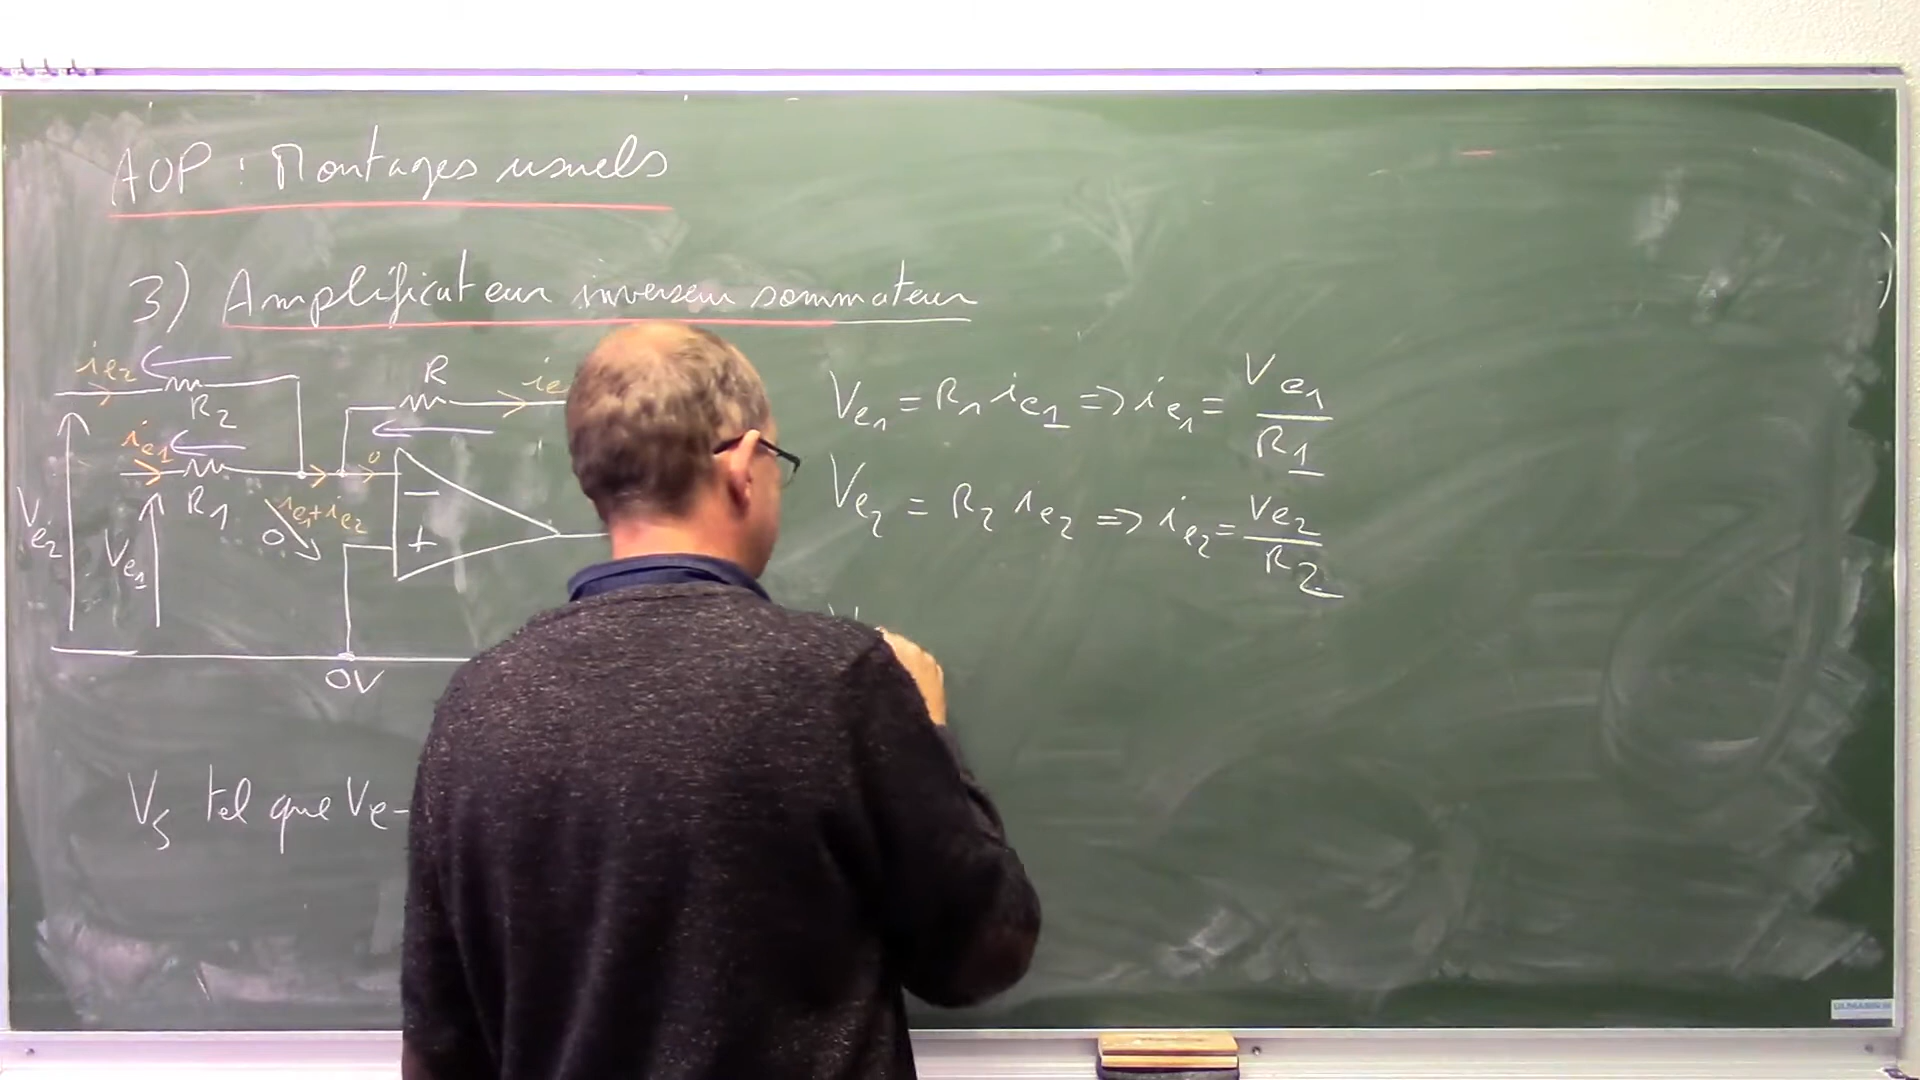 AOP : Montages usuels
3) Amplificateur inverseur sommateur
ie2
R2
R
ie
ie1
R1
0
ie1+ie2
0
Ve2
Ve1
−
+
0V
Vs tel que Ve-
Ve1 = R1 ie1 => ie1 = Ve1/R1
Ve2 = R2 ie2 => ie2 = Ve2/R2